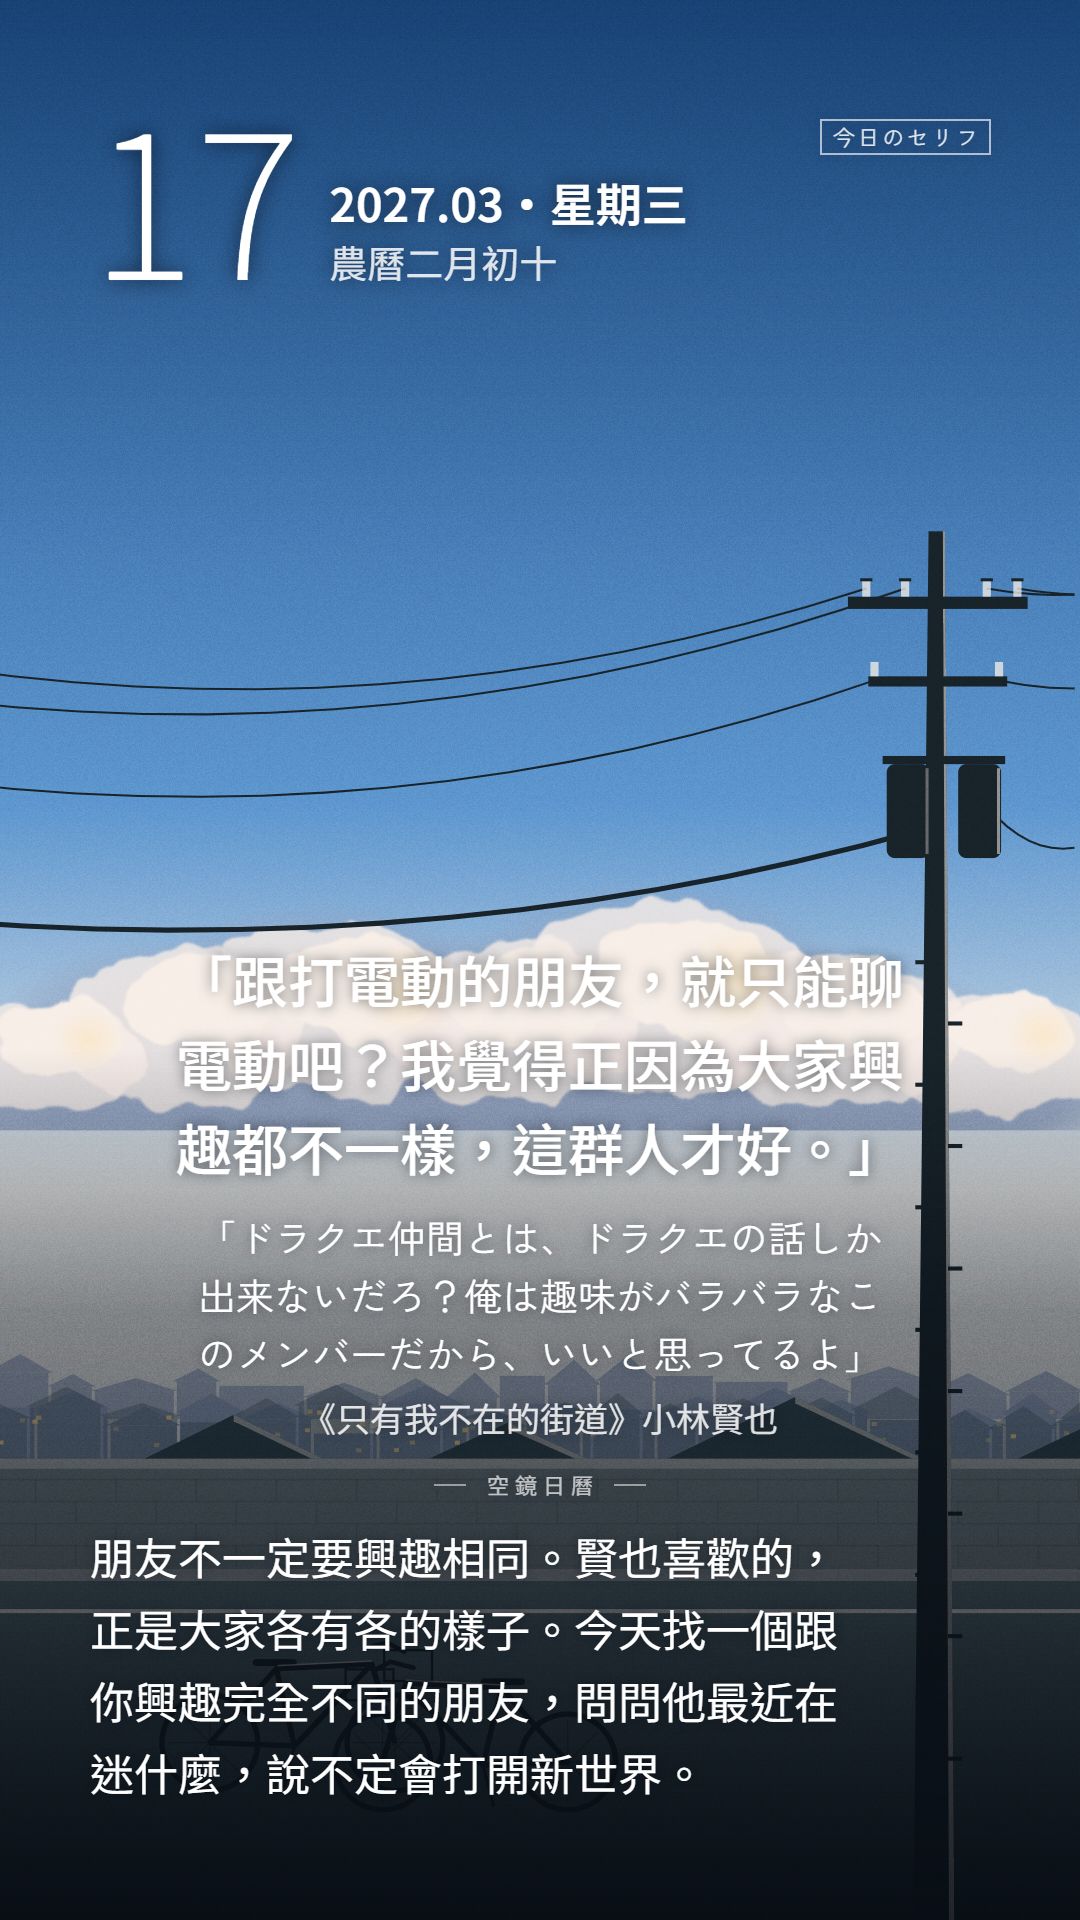 17
今日のセリフ
2027.03・星期三
農曆二月初十
「跟打電動的朋友，就只能聊
電動吧？我覺得正因為大家興
趣都不一樣，這群人才好。」
「ドラクエ仲間とは、ドラクエの話しか
出来ないだろ？俺は趣味がバラバラなこ
のメンバーだから、いいと思ってるよ」
《只有我不在的街道》小林賢也
空鏡日曆
朋友不一定要興趣相同。賢也喜歡的，
正是大家各有各的樣子。今天找一個跟
你興趣完全不同的朋友，問問他最近在
迷什麼，說不定會打開新世界。